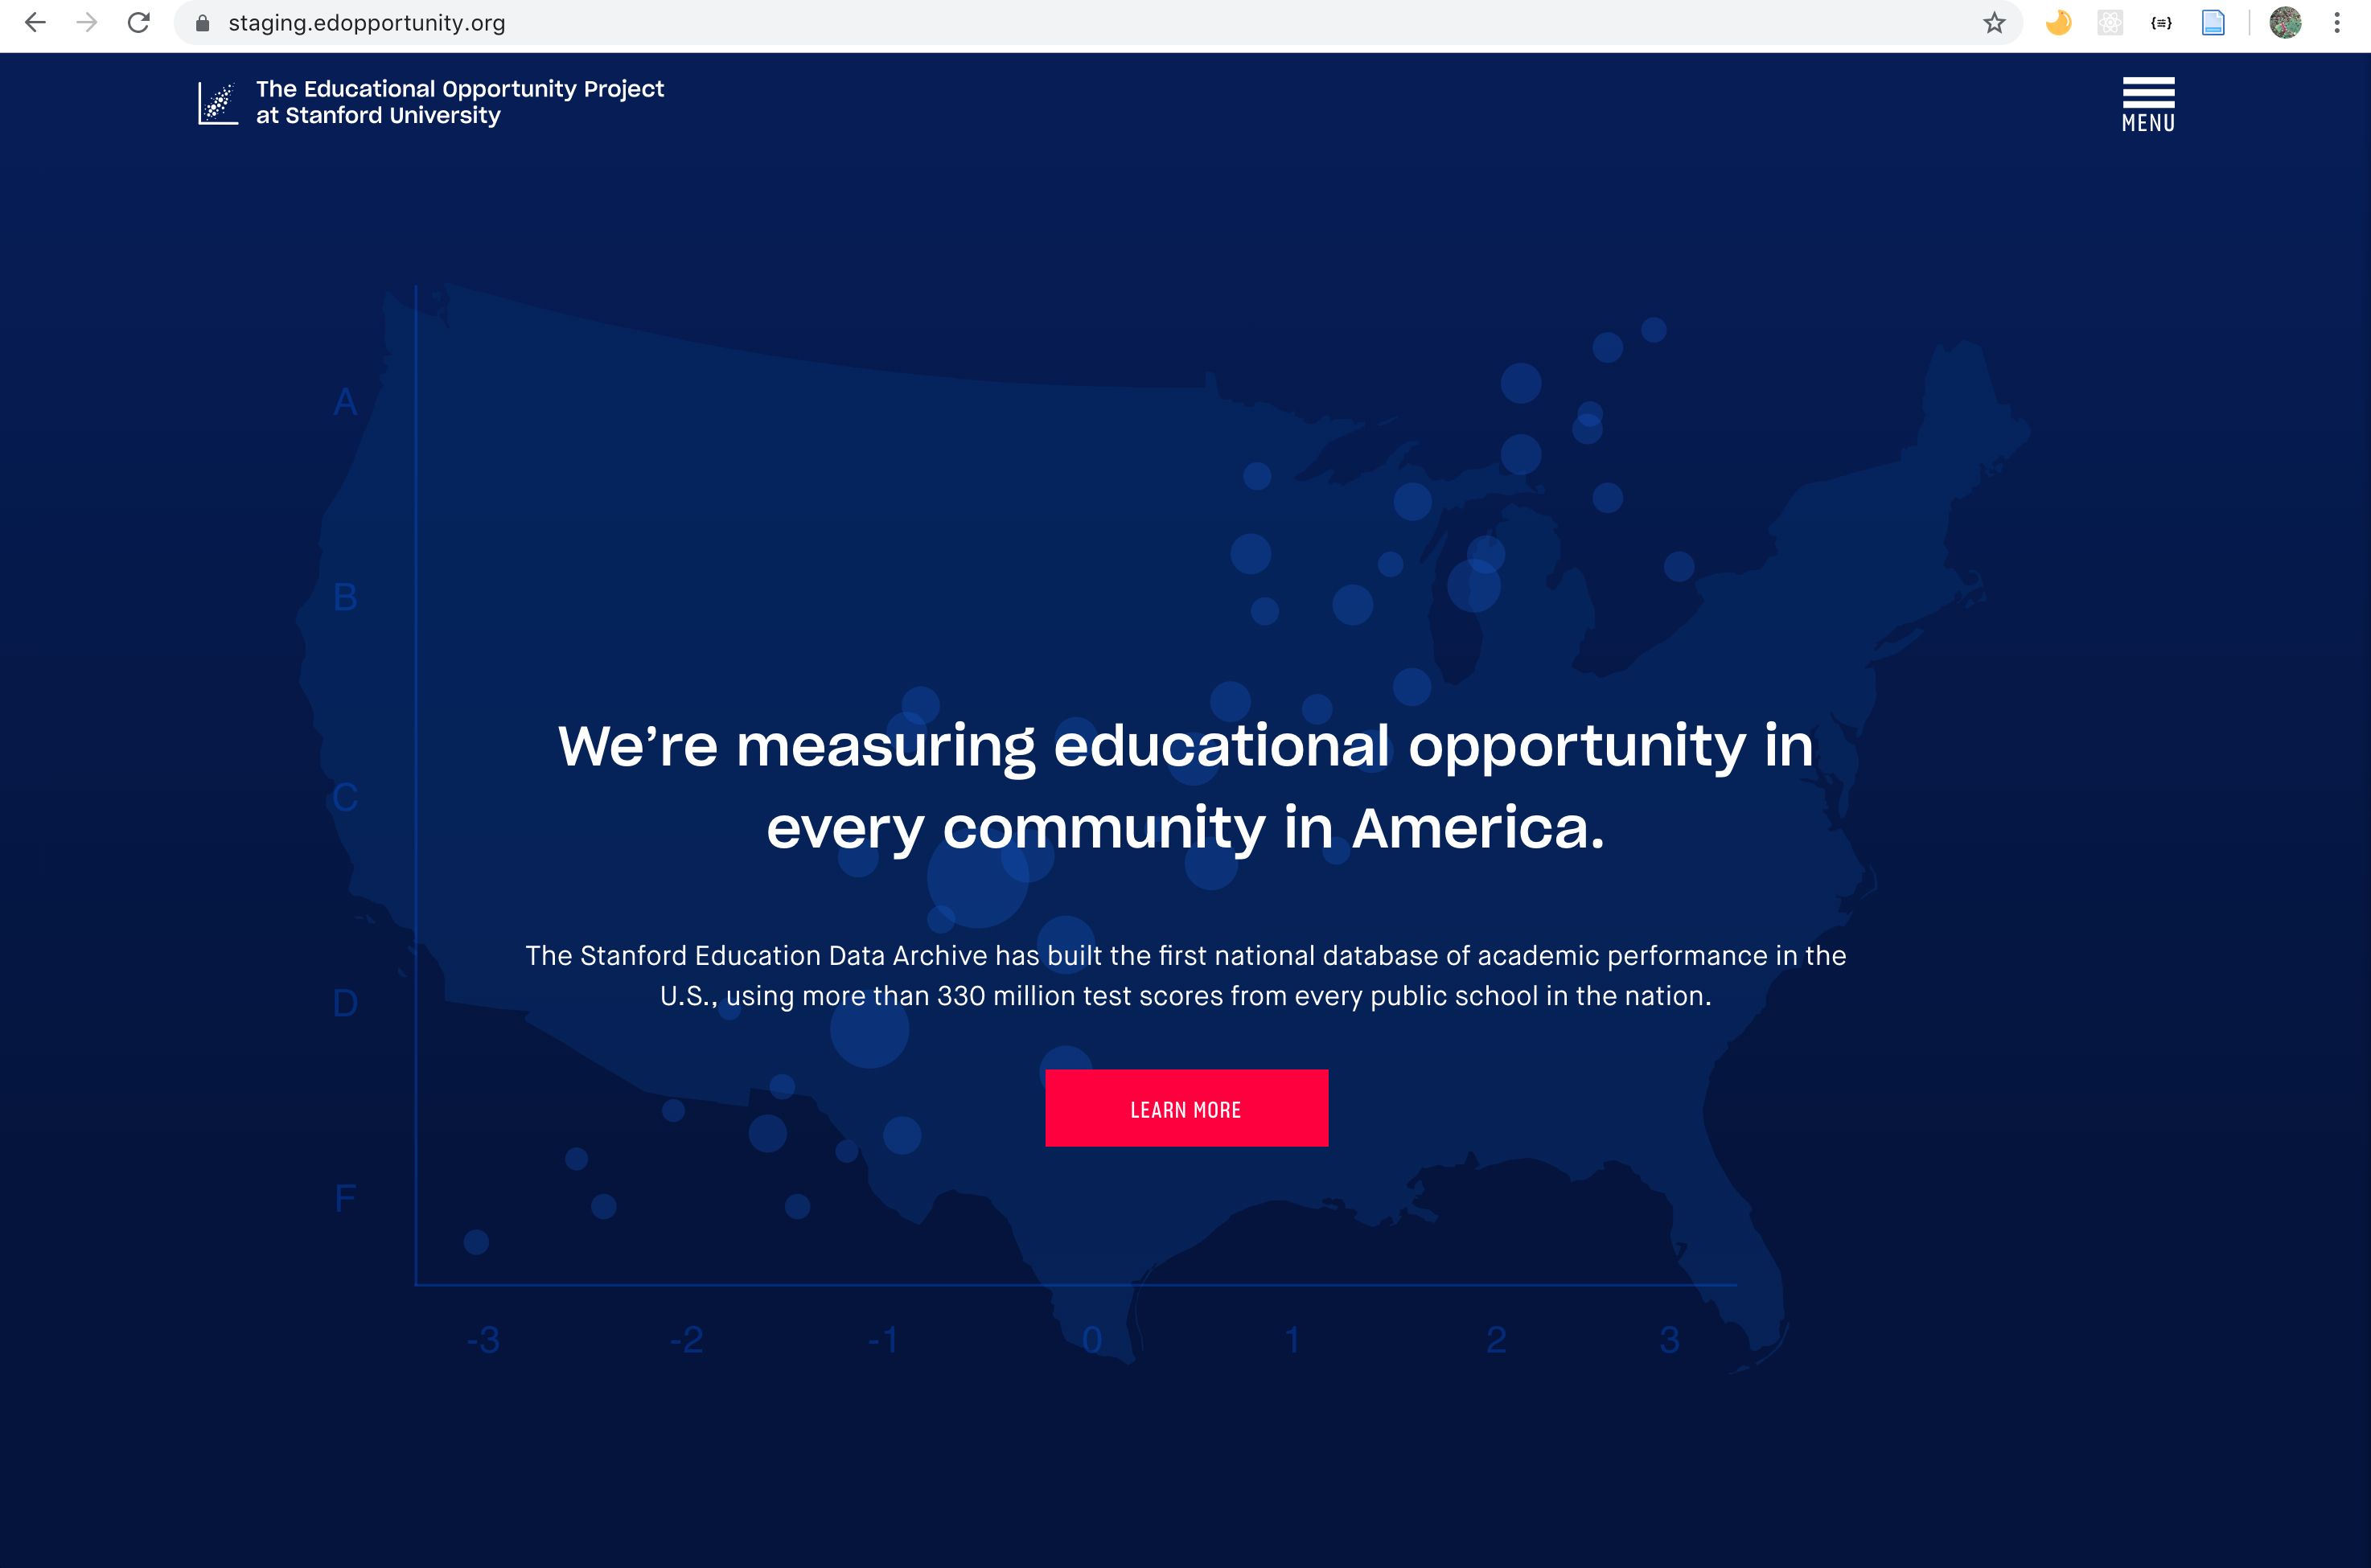 staging.edopportunity.org
The Educational Opportunity Project
at Stanford University
MENU
A
B
We’re measuring educational opportunity in
C
every community in America.
The Stanford Education Data Archive has built the first national database of academic performance in the
D
U.S., using more than 330 million test scores from every public school in the nation.
LEARN MORE
F
-3 -2 -1 0 1 2 3